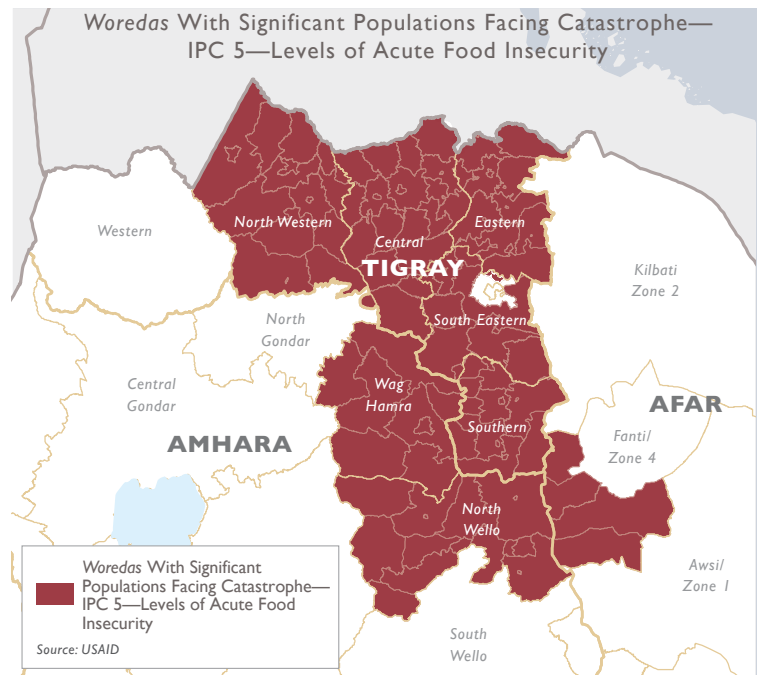 Woredas With Significant Populations Facing Catastrophe—
IPC 5—Levels of Acute Food Insecurity
Western
North Western
Central
Eastern
TIGRAY
Kilbati
Zone 2
North
Gondar
South Eastern
Central
Gondar
Wag
Hamra
AFAR
Southern
Fanti/
Zone 4
AMHARA
North
Wello
Awsi/
Zone 1
South
Wello
Woredas With Significant
Populations Facing Catastrophe—
IPC 5—Levels of Acute Food
Insecurity
Source: USAID